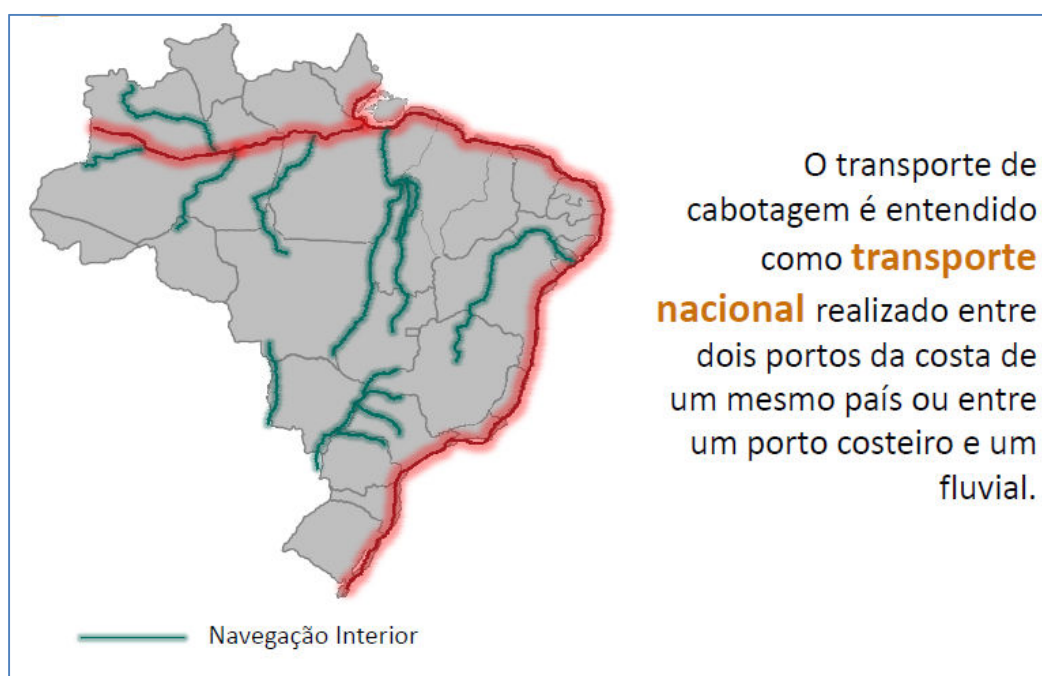 O transporte de
cabotagem é entendido
como transporte
nacional realizado entre
dois portos da costa de
um mesmo país ou entre
um porto costeiro e um
fluvial.
Navegação Interior